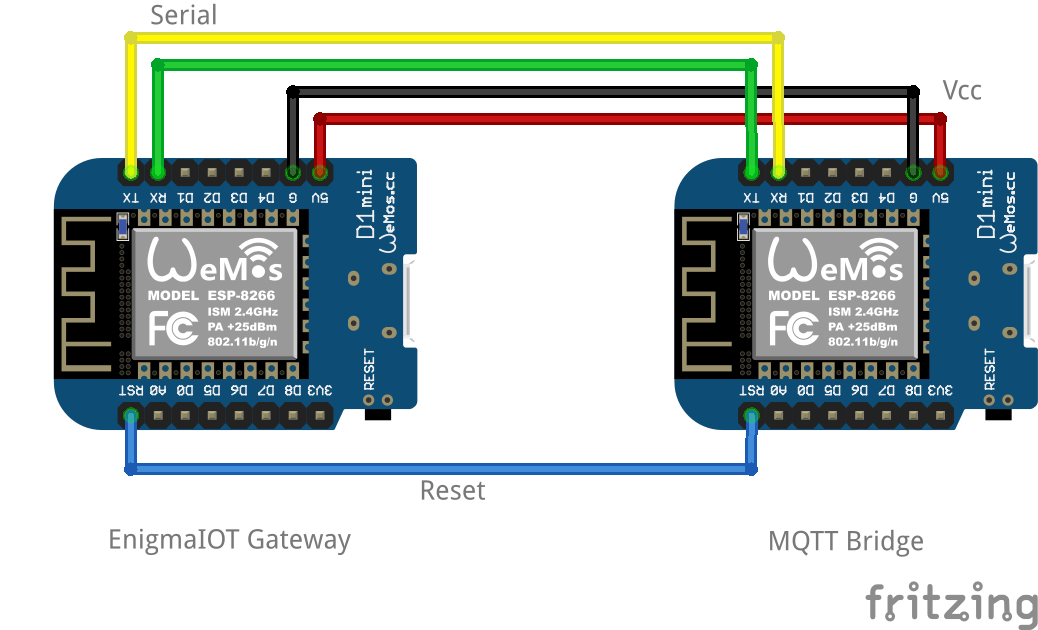 Serial
Vcc
TX RX D1 D2 D3 D4 G 5V
D1 mini
WeMos.cc
WeMos
MODEL ESP-8266
ISM 2.4GHz
PA +25dBm
802.11b/g/n
FC
RESET
RST A0 D0 D5 D6 D7 D8 3V3
TX RX D1 D2 D3 D4 G 5V
D1 mini
WeMos.cc
WeMos
MODEL ESP-8266
ISM 2.4GHz
PA +25dBm
802.11b/g/n
FC
RESET
RST A0 D0 D5 D6 D7 D8 3V3
Reset
EnigmaIOT Gateway
MQTT Bridge
fritzing